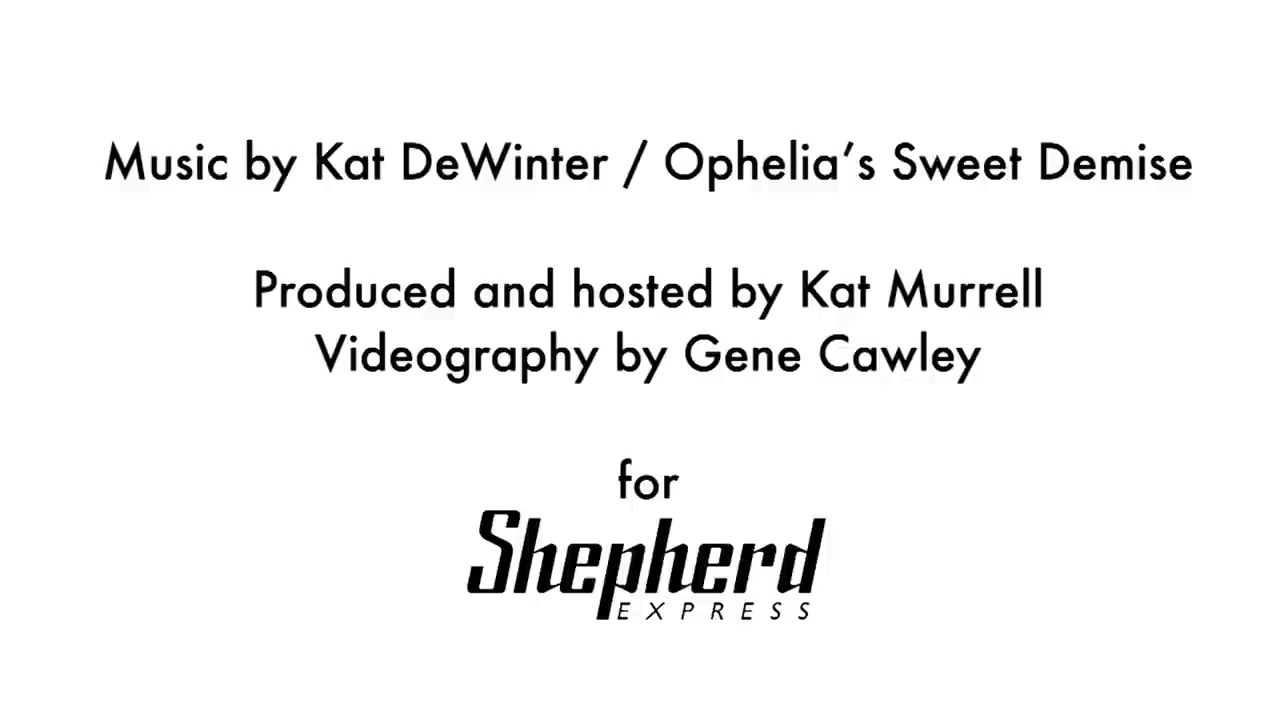 Music by Kat DeWinter / Ophelia’s Sweet Demise
Produced and hosted by Kat Murrell
Videography by Gene Cawley
for
Shepherd
EXPRESS